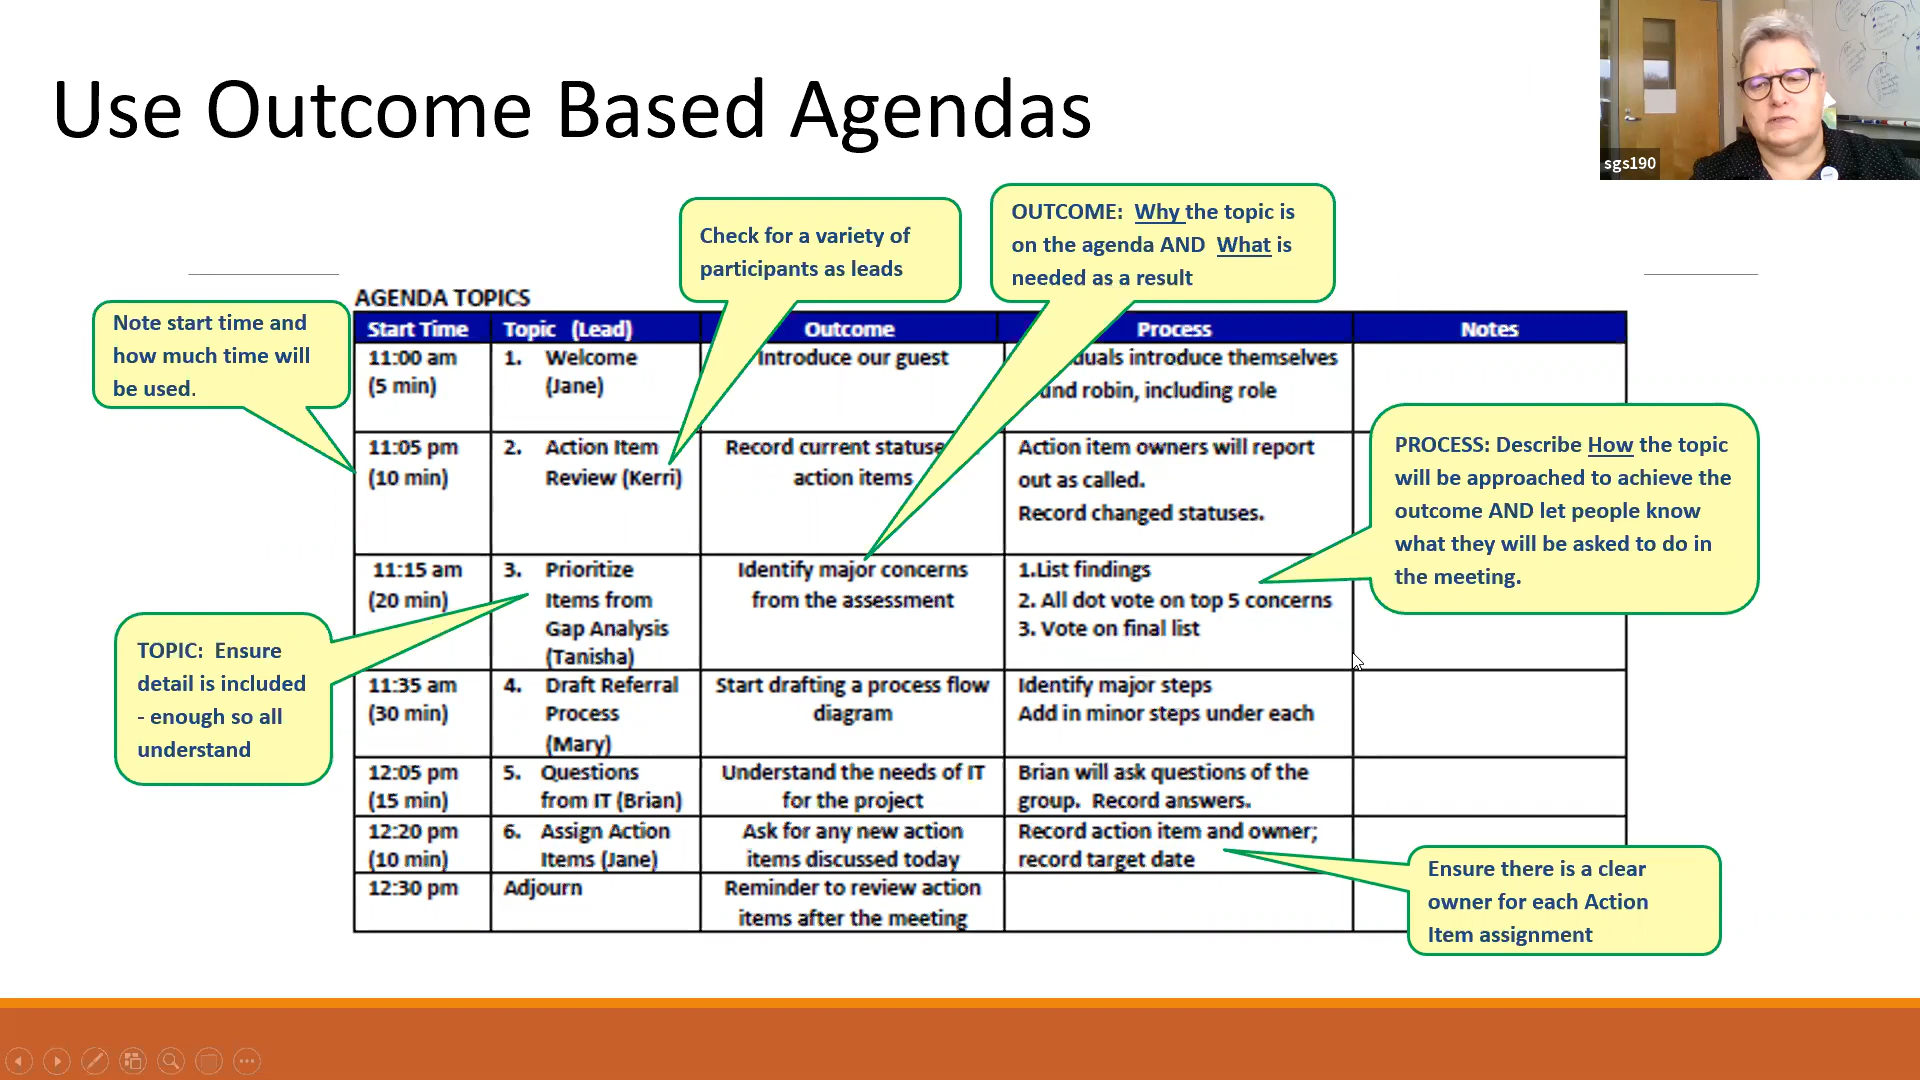 Use Outcome Based Agendas
sgs190
Check for a variety of
participants as leads
OUTCOME: Why the topic is
on the agenda AND What is
needed as a result
Note start time and
how much time will
be used.
AGENDA TOPICS
Start Time Topic (Lead) Outcome Process Notes
11:00 am 1. Welcome Introduce our guest duals introduce themselves
(5 min) (Jane) und robin, including role
11:05 pm 2. Action Item Record current statuse Action item owners will report
(10 min) Review (Kerri) action items out as called.
Record changed statuses.
11:15 am 3. Prioritize Identify major concerns 1.List findings
(20 min) Items from from the assessment 2. All dot vote on top 5 concerns
Gap Analysis 3. Vote on final list
(Tanisha)
11:35 am 4. Draft Referral Start drafting a process flow Identify major steps
(30 min) Process diagram Add in minor steps under each
(Mary)
12:05 pm 5. Questions Understand the needs of IT Brian will ask questions of the
(15 min) from IT (Brian) for the project group. Record answers.
12:20 pm 6. Assign Action Ask for any new action Record action item and owner;
(10 min) Items (Jane) items discussed today record target date
12:30 pm Adjourn Reminder to review action
items after the meeting
PROCESS: Describe How the topic
will be approached to achieve the
outcome AND let people know
what they will be asked to do in
the meeting.
TOPIC: Ensure
detail is included
- enough so all
understand
Ensure there is a clear
owner for each Action
Item assignment